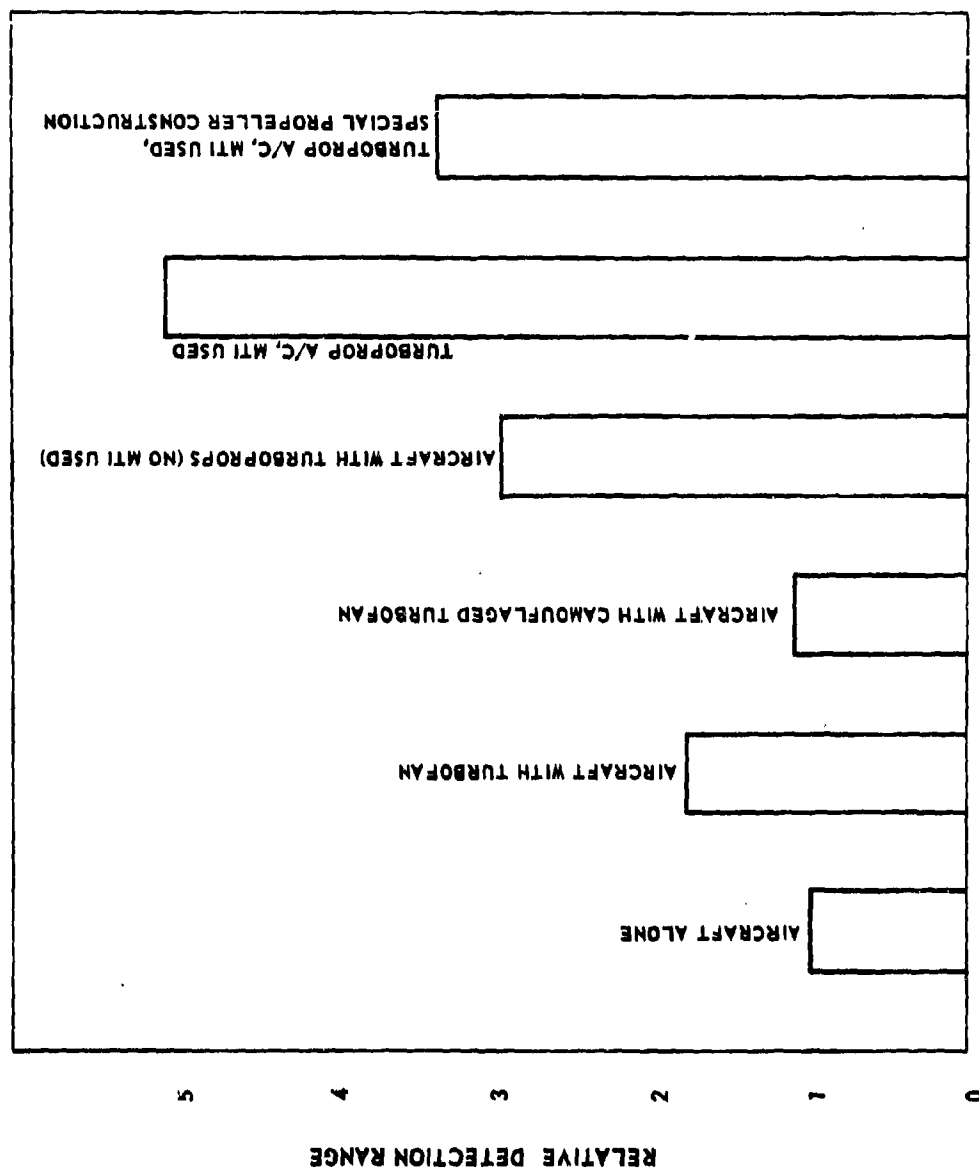 RELATIVE DETECTION RANGE
0
1
2
3
4
5
AIRCRAFT ALONE
AIRCRAFT WITH TURBOFAN
AIRCRAFT WITH CAMOUFLAGED TURBOFAN
AIRCRAFT WITH TURBOPROPS (NO MTI USED)
TURBOPROP A/C, MTI USED
TURBOPROP A/C, MTI USED,
SPECIAL PROPELLER CONSTRUCTION